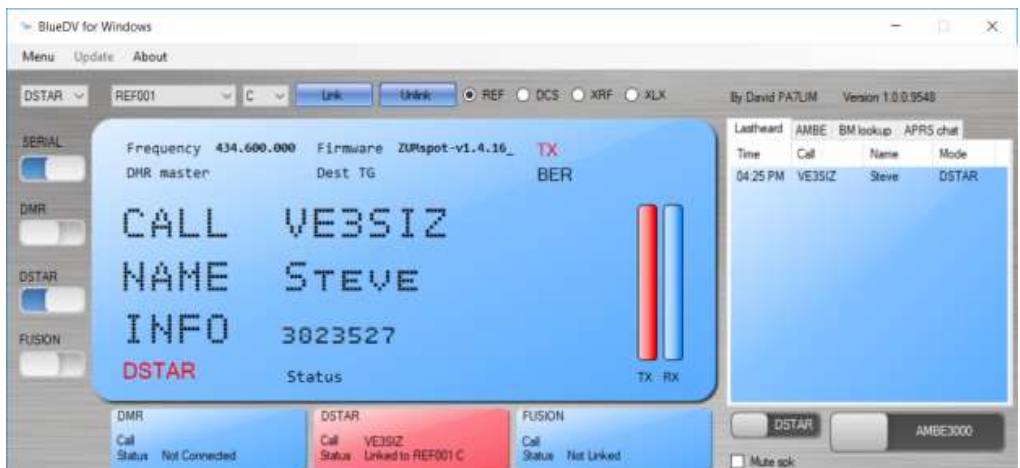 BlueDV for Windows
Menu Update About
DSTAR REF001 C Link Unlink REF DCS XRF XLX By David PA7LIM Version 1.0.0.9548
SERIAL
DMR
DSTAR
FUSION
Frequency 434.600.000 Firmware ZUMspot-v1.4.16_ TX
DMR master Dest TG BER
CALL VE3SIZ
NAME STEVE
INFO 3023527
DSTAR Status TX RX
Lastheard AMBE BM lookup APRS chat
Time Call Name Mode
04:25 PM VE3SIZ Steve DSTAR
DMR
Call
Status Not Connected
DSTAR
Call VE3SIZ
Status Linked to REF001 C
FUSION
Call
Status Not Linked
DSTAR AMBE3000
Mute spk